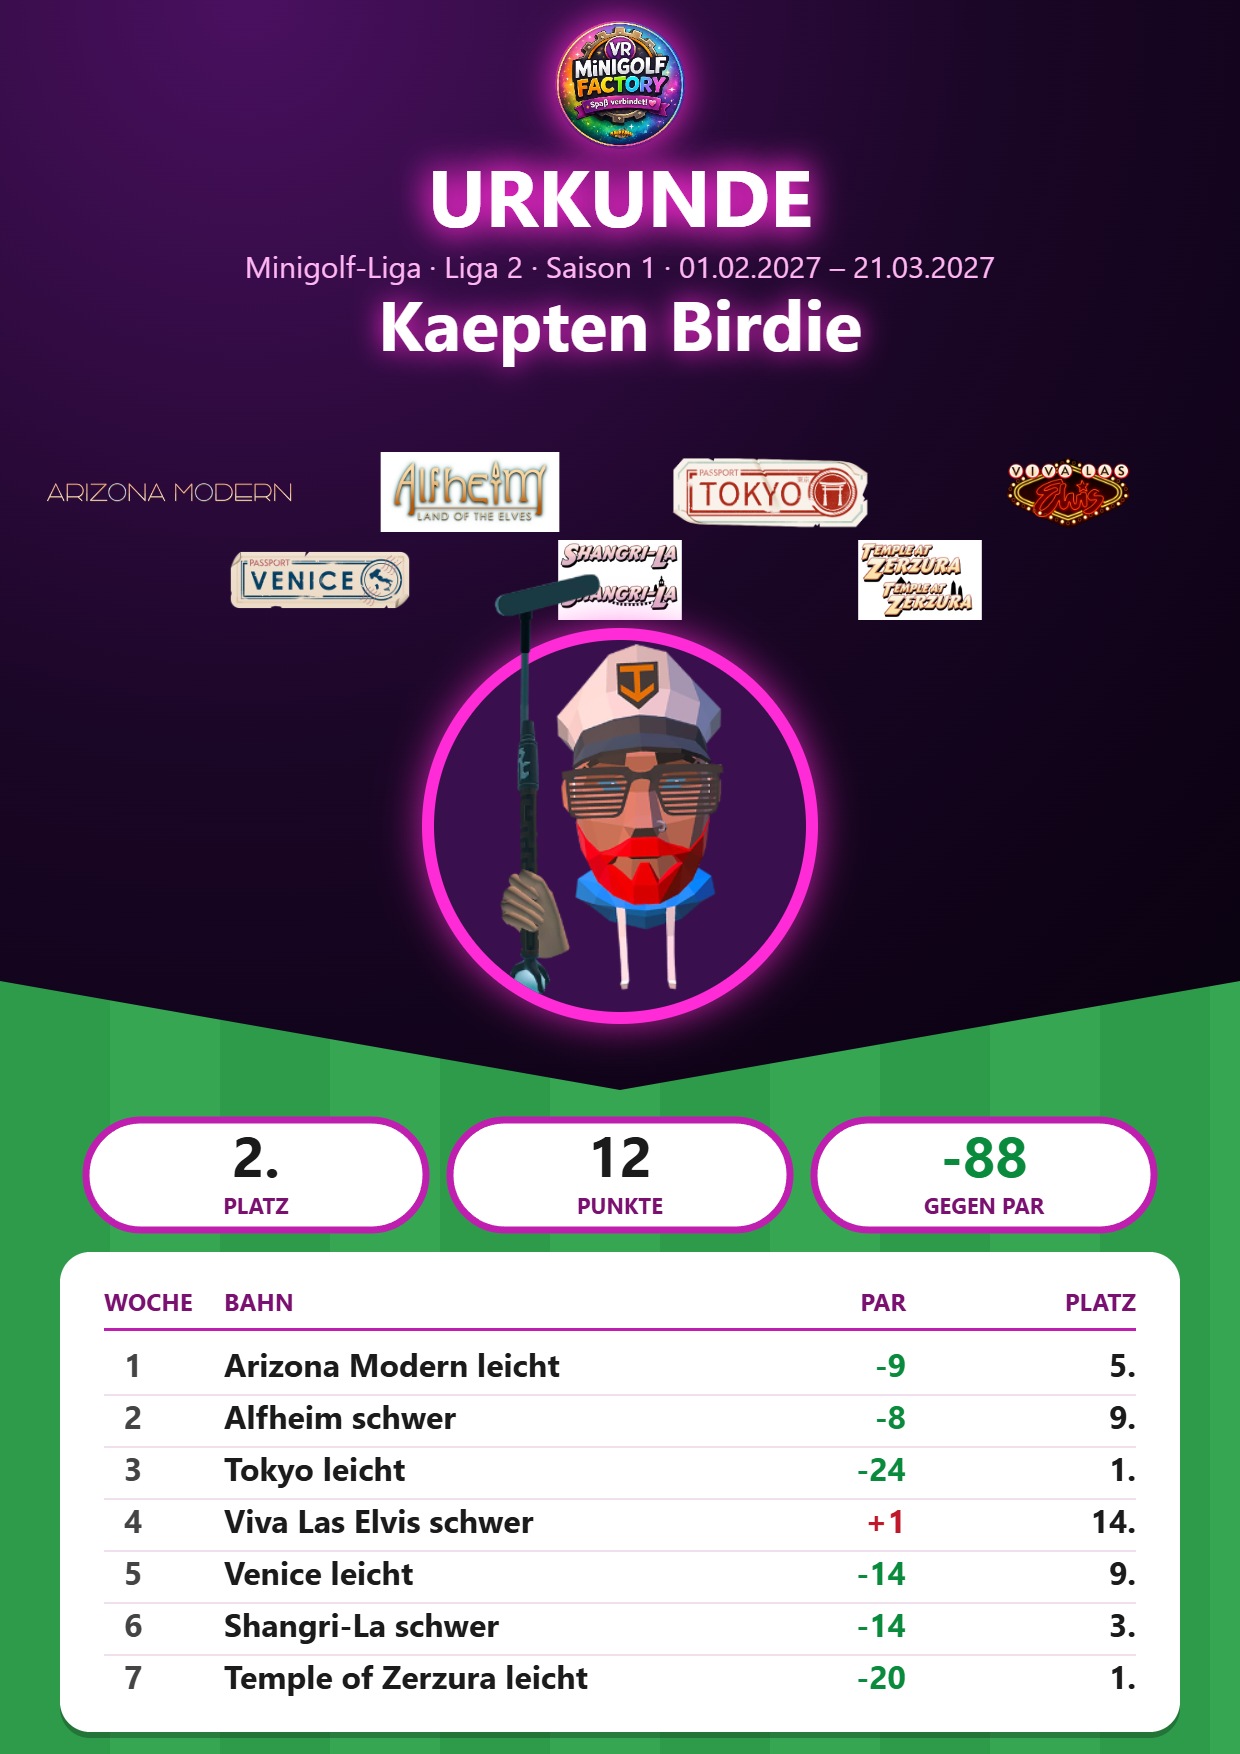 VR
MINIGOLF
FACTORY
Spaß verbindet!
URKUNDE
Minigolf-Liga · Liga 2 · Saison 1 · 01.02.2027 – 21.03.2027
Kaepten Birdie
ARIZONA MODERN
Alfheim
LAND OF THE ELVES
PASSPORT
TOKYO
VIVA LAS
Elvis
PASSPORT
VENICE
SHANGRI-LA
SHANGRI-LA
TEMPLE AT
ZERZURA
TEMPLE AT
ZERZURA
2.
PLATZ
12
PUNKTE
-88
GEGEN PAR
WOCHE BAHN PAR PLATZ
1 Arizona Modern leicht -9 5.
2 Alfheim schwer -8 9.
3 Tokyo leicht -24 1.
4 Viva Las Elvis schwer +1 14.
5 Venice leicht -14 9.
6 Shangri-La schwer -14 3.
7 Temple of Zerzura leicht -20 1.